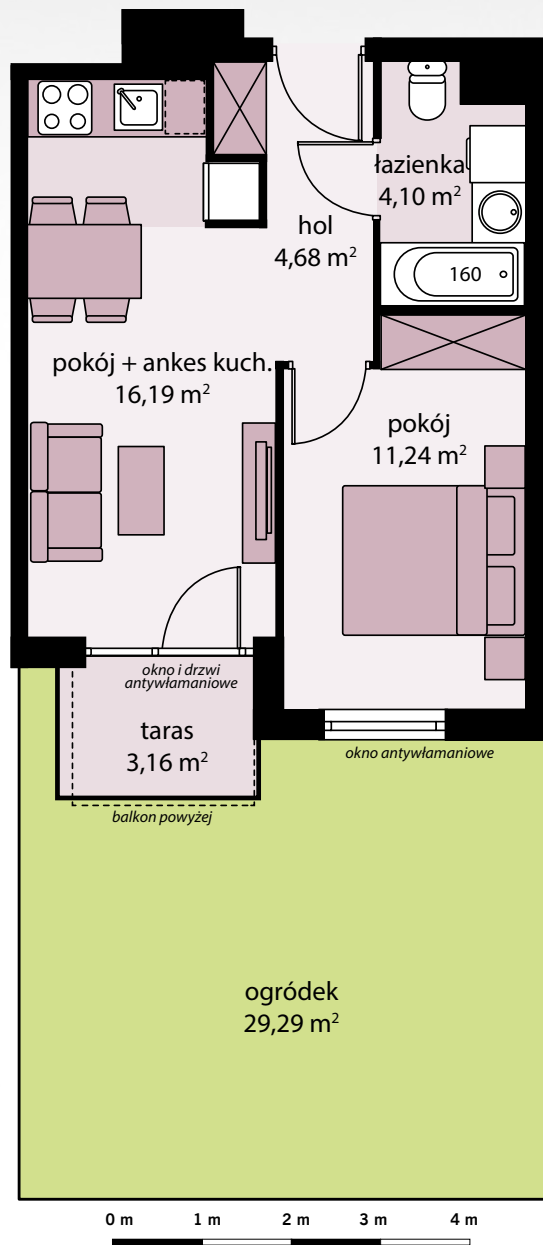 łazienka
4,10 m²
hol
4,68 m²
160
pokój + ankes kuch.
16,19 m²
pokój
11,24 m²
okno i drzwi
antywłamaniowe
taras
3,16 m²
okno antywłamaniowe
balkon powyżej
ogródek
29,29 m²
0 m 1 m 2 m 3 m 4 m